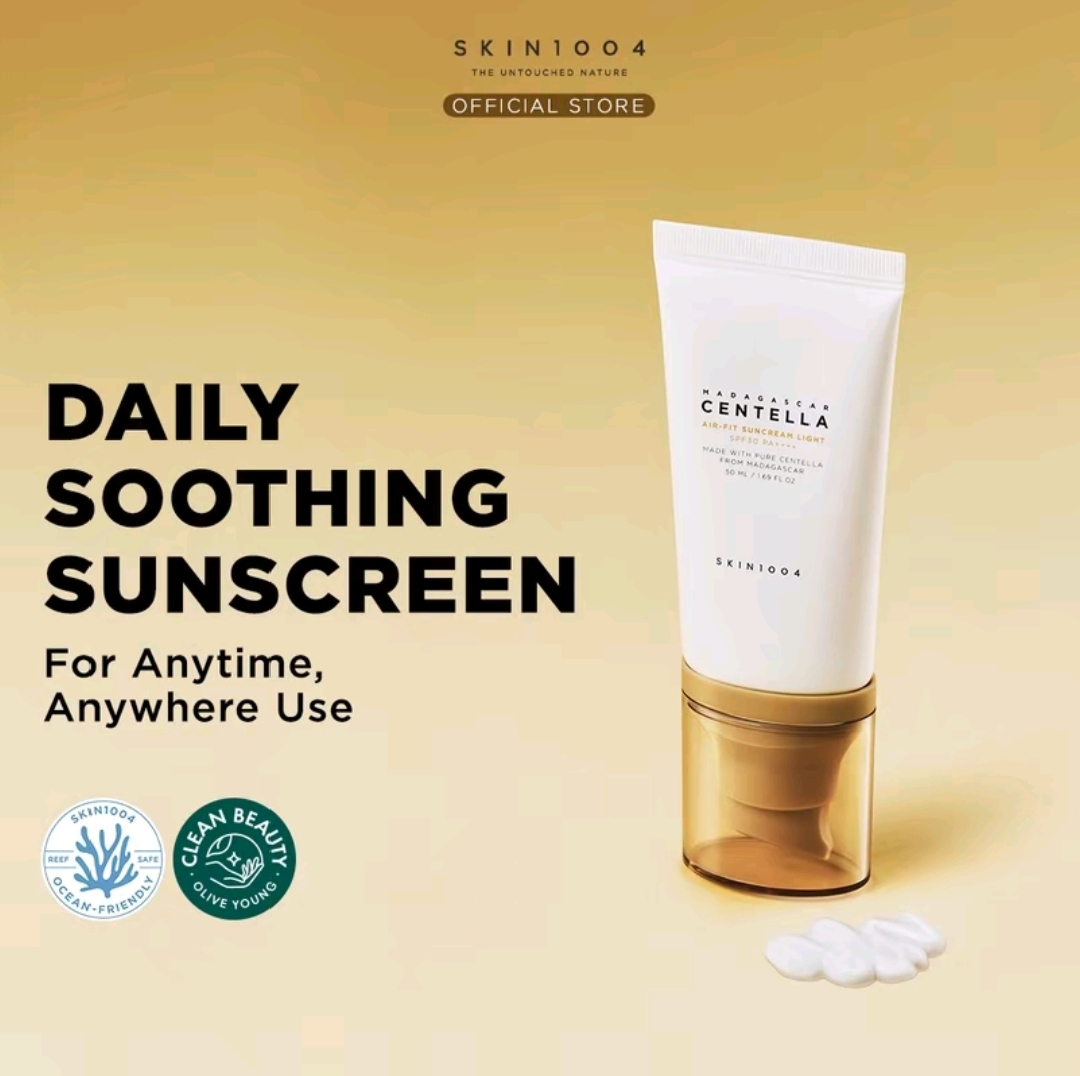 SKIN1004
THE UNTOUCHED NATURE
OFFICIAL STORE
DAILY
SOOTHING
SUNSCREEN
For Anytime,
Anywhere Use
SKIN1004
REEF SAFE
OCEAN-FRIENDLY
CLEAN BEAUTY
OLIVE YOUNG
MADAGASCAR
CENTELLA
AIR-FIT SUNCREAM LIGHT
SPF30 PA++++
MADE WITH PURE CENTELLA
FROM MADAGASCAR
50 ML / 1.69 FL.OZ
SKIN1004